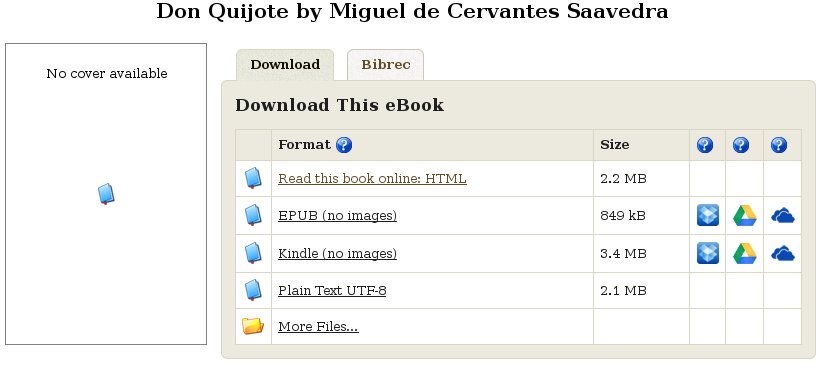 Don Quijote by Miguel de Cervantes Saavedra
No cover available
Download
Bibrec
Download This eBook
Format ? Size ? ? ?
Read this book online: HTML 2.2 MB
EPUB (no images) 849 kB
Kindle (no images) 3.4 MB
Plain Text UTF-8 2.1 MB
More Files...